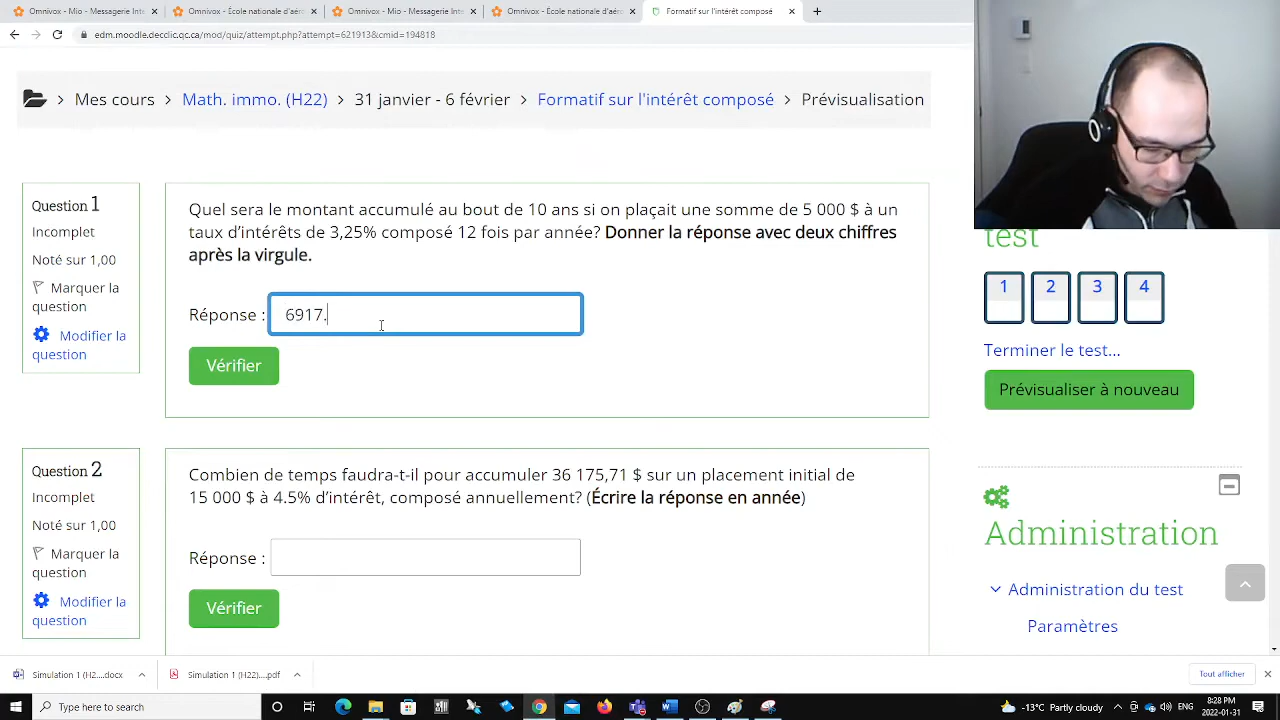 Omnivox - Mio - Messagerie Inte
Omnivox - École nationale d'aéro
Omnivox - Mio - Messagerie Inte
Omnivox - École nationale d'aéro
Formatif sur l'intérêt composé
edm.moodle.decclic.qc.ca/mod/quiz/attempt.php?attempt=621913&cmid=194818
> Mes cours > Math. immo. (H22) > 31 janvier - 6 février > Formatif sur l'intérêt composé > Prévisualisation
Question 1
Incomplet
Noté sur 1,00
Marquer la
question
Modifier la
question
Quel sera le montant accumulé au bout de 10 ans si on plaçait une somme de 5 000 $ à un
taux d'intérêts de 3,25% composé 12 fois par année? Donner la réponse avec deux chiffres
après la virgule.
Réponse : 6917.
Vérifier
Question 2
Incomplet
Noté sur 1,00
Marquer la
question
Modifier la
question
Combien de temps faudra-t-il pour accumuler 36 175,71 $ sur un placement initial de
15 000 $ à 4.5% d'intérêt, composé annuellement? (Écrire la réponse en année)
Réponse :
Vérifier
test
1 2 3 4
Terminer le test...
Prévisualiser à nouveau
Administration
Administration du test
Paramètres
Simulation 1 (H22)....docx
Simulation 1 (H22)....pdf
Tout afficher
Type here to search
-13°C Partly cloudy
8:28 PM
2022-01-31